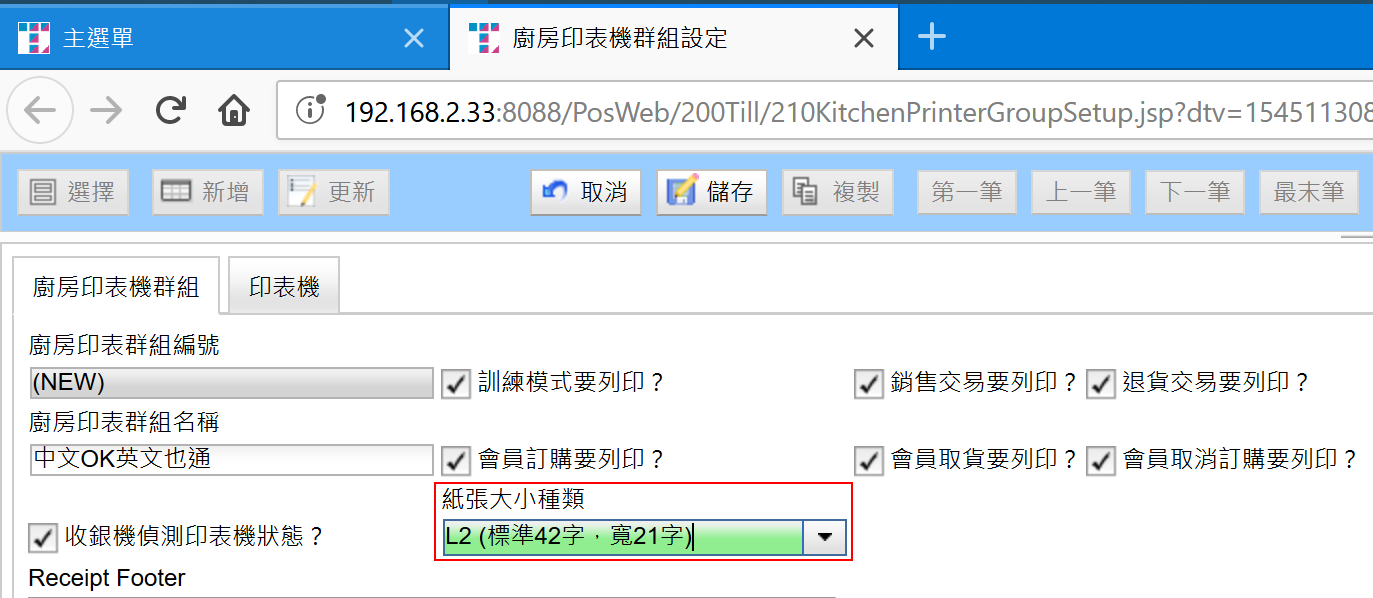 主選單
廚房印表機群組設定
192.168.2.33:8088/PosWeb/200Till/210KitchenPrinterGroupSetup.jsp?dtv=154511308
選擇 新增 更新 取消 儲存 複製 第一筆 上一筆 下一筆 最末筆
廚房印表機群組 印表機
廚房印表群組編號
(NEW) 訓練模式要列印？ 銷售交易要列印？ 退貨交易要列印？
廚房印表群組名稱
中文OK英文也通 會員訂購要列印？ 會員取貨要列印？ 會員取消訂購要列印？
紙張大小種類
收銀機偵測印表機狀態？ L2 (標準42字，寬21字)
Receipt Footer